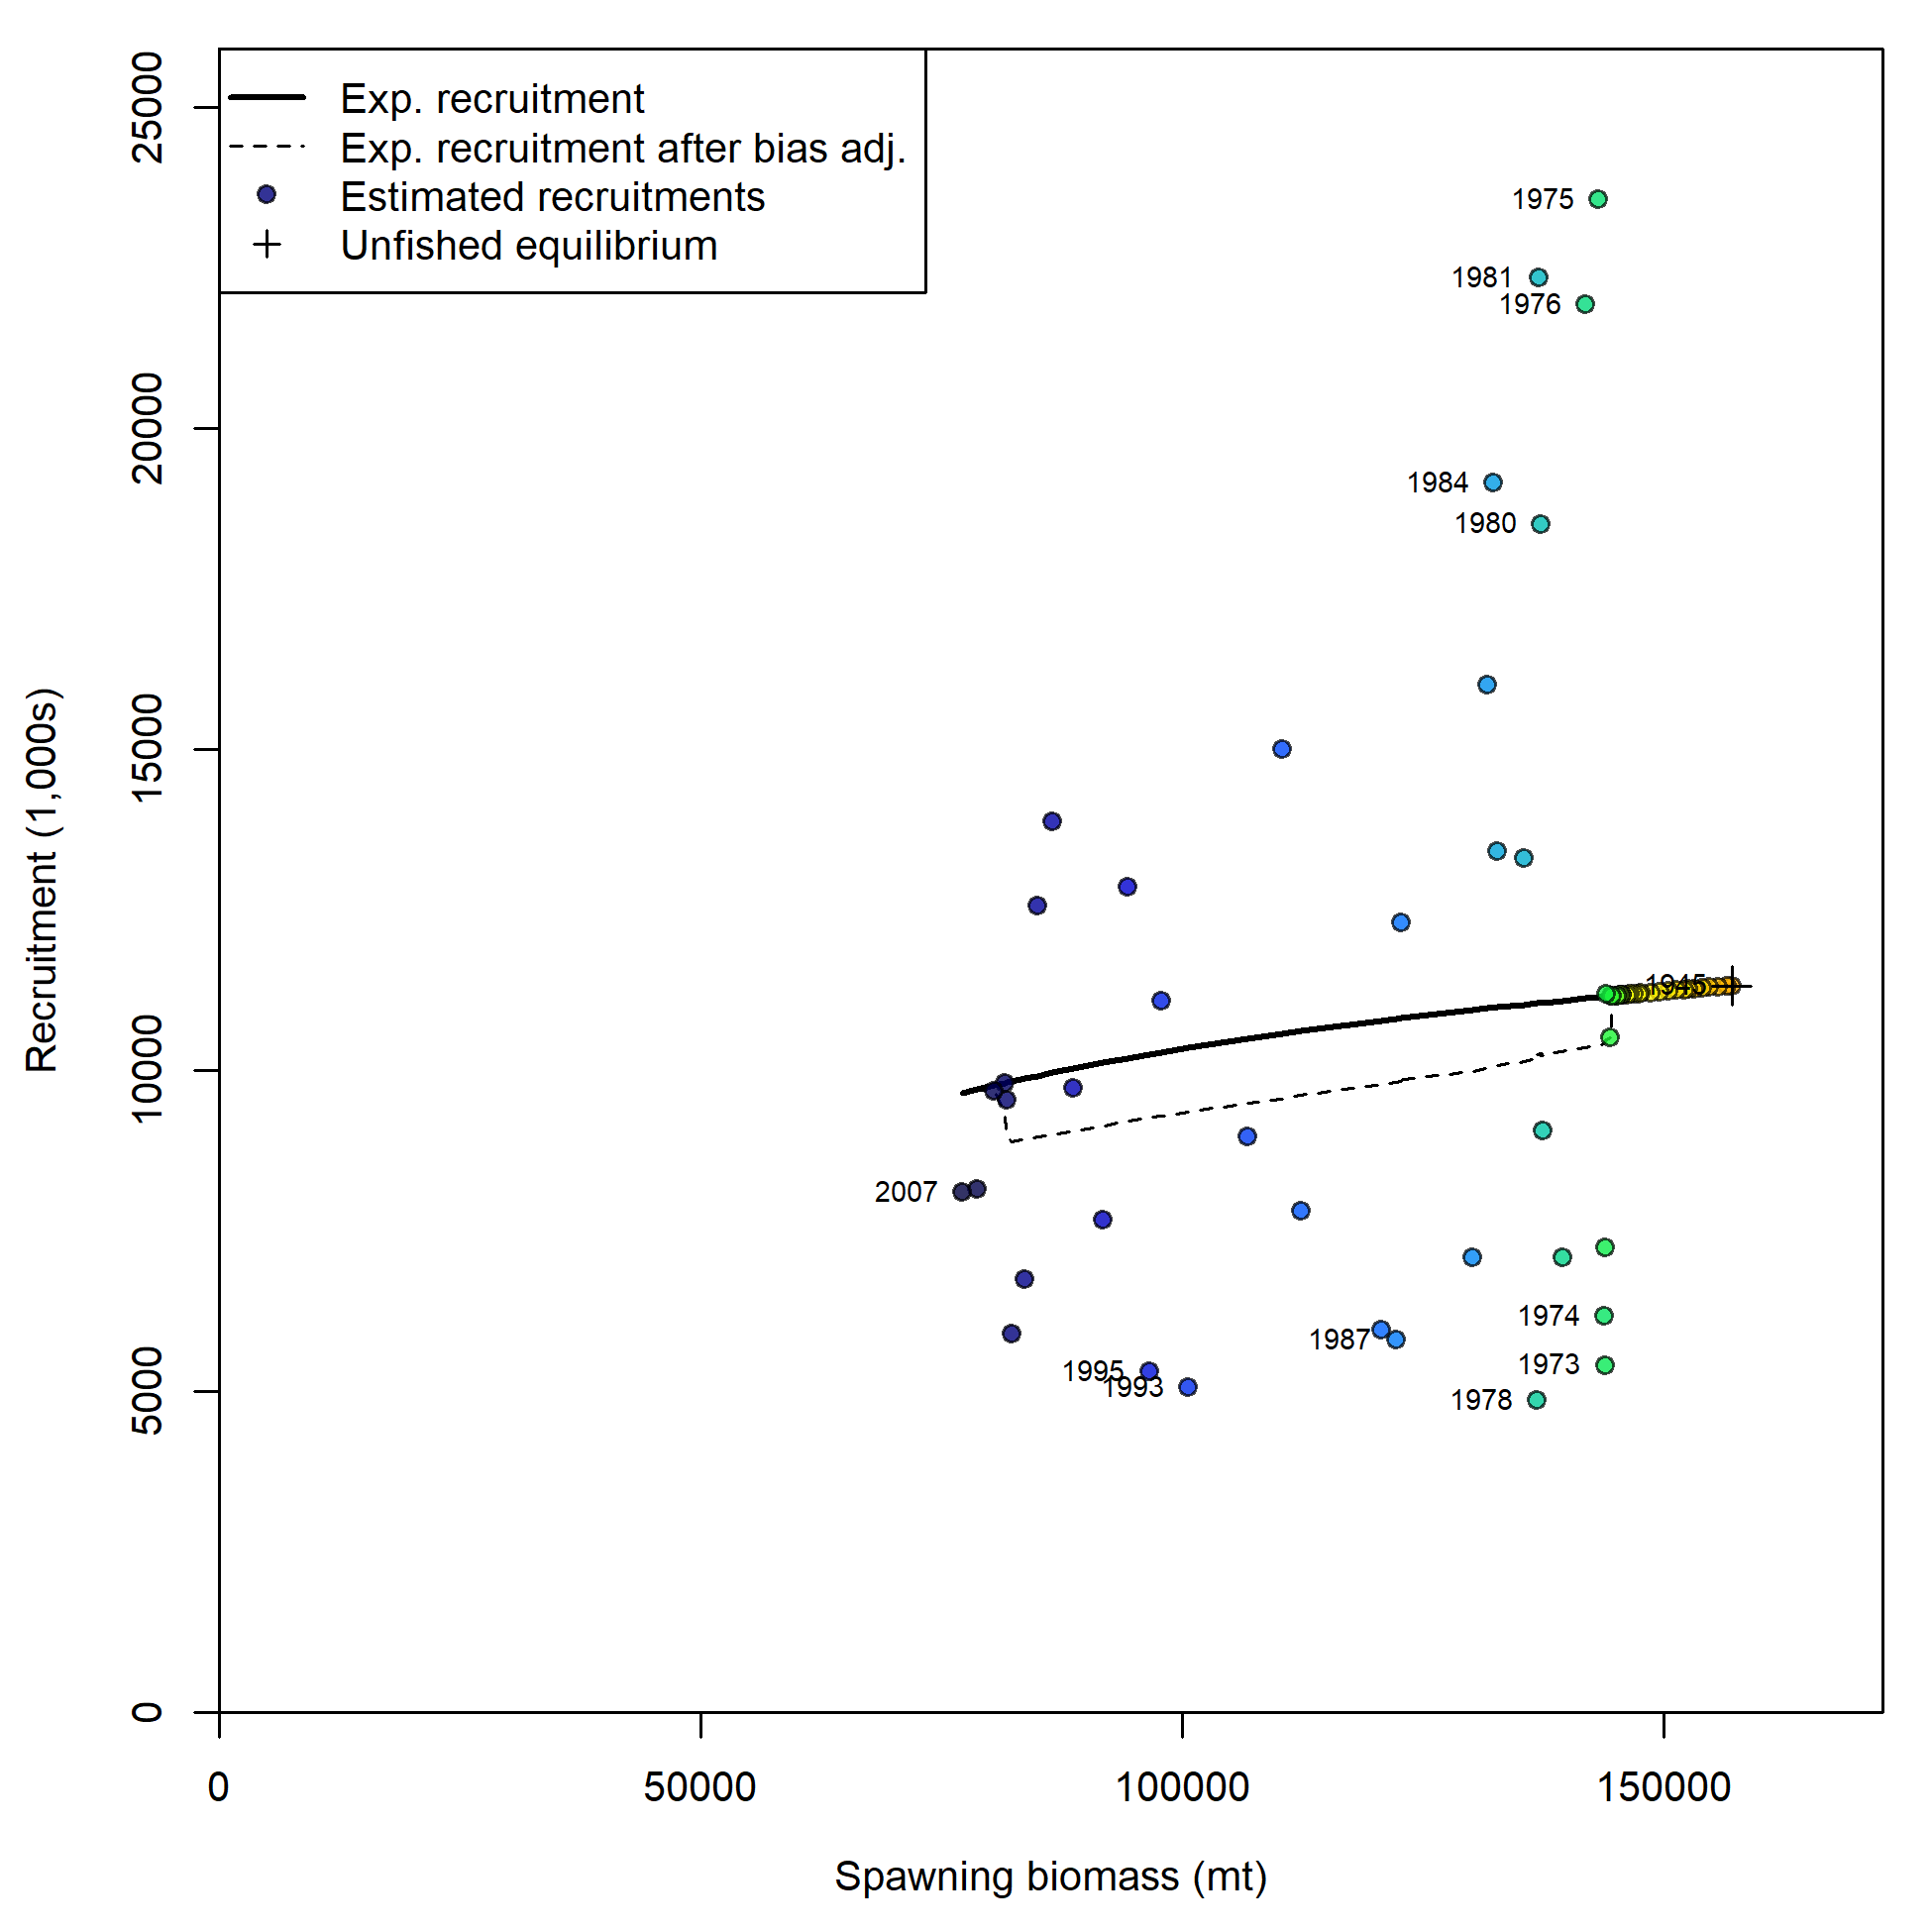 Exp. recruitment
Exp. recruitment after bias adj.
Estimated recruitments
Unfished equilibrium
25000
20000
15000
10000
5000
0
Recruitment (1,000s)
1975
1981
1976
1984
1980
1945
2007
1974
1987
1973
1995
1993
1978
0 50000 100000 150000
Spawning biomass (mt)